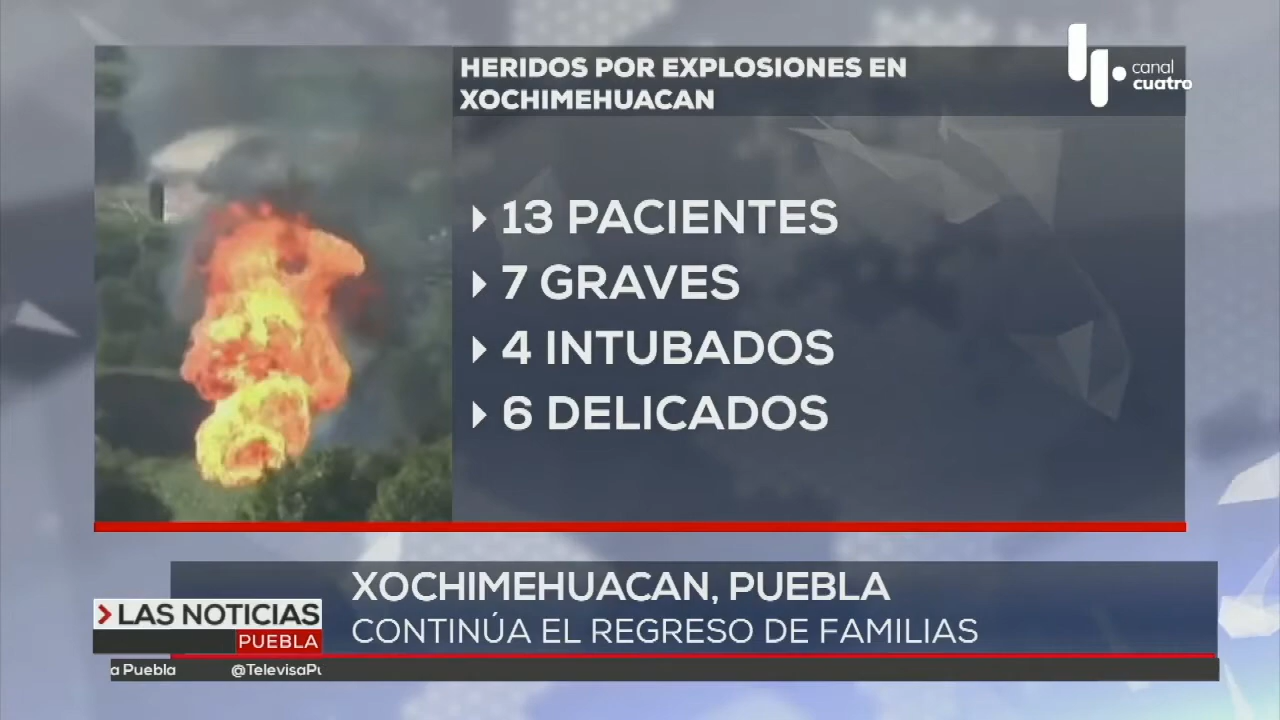 HERIDOS POR EXPLOSIONES EN
XOCHIMEHUACAN
canal
cuatro
13 PACIENTES
7 GRAVES
4 INTUBADOS
6 DELICADOS
XOCHIMEHUACAN, PUEBLA
CONTINÚA EL REGRESO DE FAMILIAS
LAS NOTICIAS
PUEBLA
a Puebla @TelevisaPu